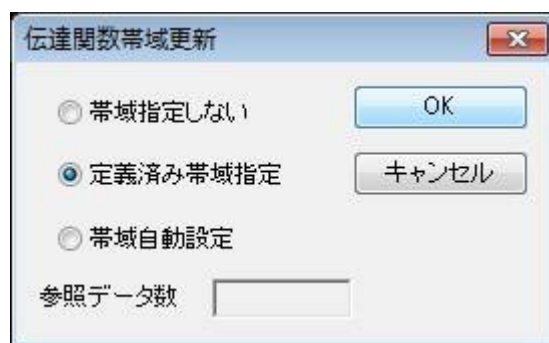 伝達関数帯域更新
帯域指定しない
OK
定義済み帯域指定
キャンセル
帯域自動設定
参照データ数